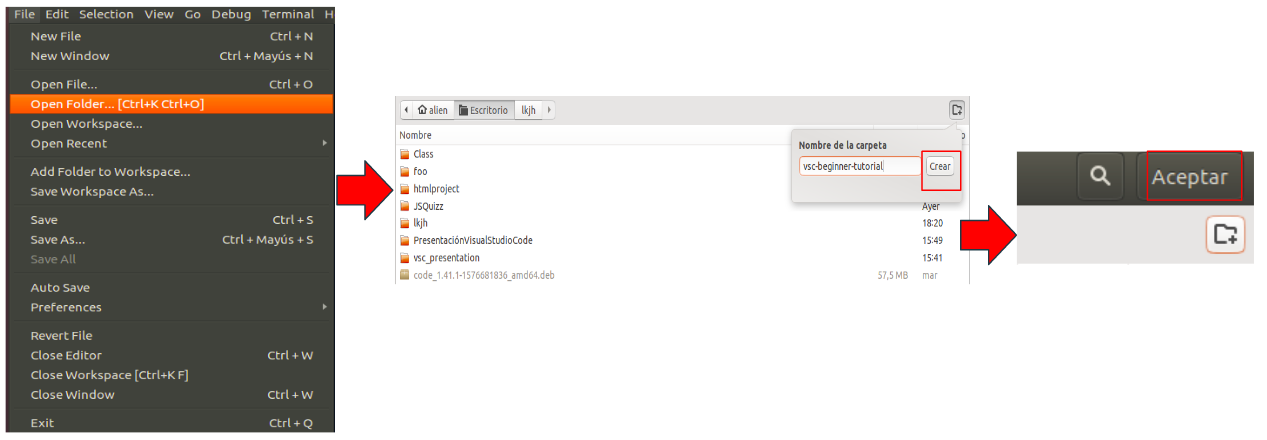 File Edit Selection View Go Debug Terminal H
New File Ctrl + N
New Window Ctrl + Mayús + N
Open File... Ctrl + O
Open Folder... [Ctrl+K Ctrl+O]
Open Workspace...
Open Recent
Add Folder to Workspace...
Save Workspace As...
Save Ctrl + S
Save As... Ctrl + Mayús + S
Save All
Auto Save
Preferences
Revert File
Close Editor Ctrl + W
Close Workspace [Ctrl+K F]
Close Window Ctrl + W
Exit Ctrl + Q
alien Escritorio lkjh
Nombre
Class
foo
htmlproject
JSQuizz Ayer
lkjh 18:20
PresentaciónVisualStudioCode 15:49
vsc_presentation 15:41
code_1.41.1-1576681836_amd64.deb 57,5 MB mar
Nombre de la carpeta
vsc-beginner-tutorial Crear
Aceptar